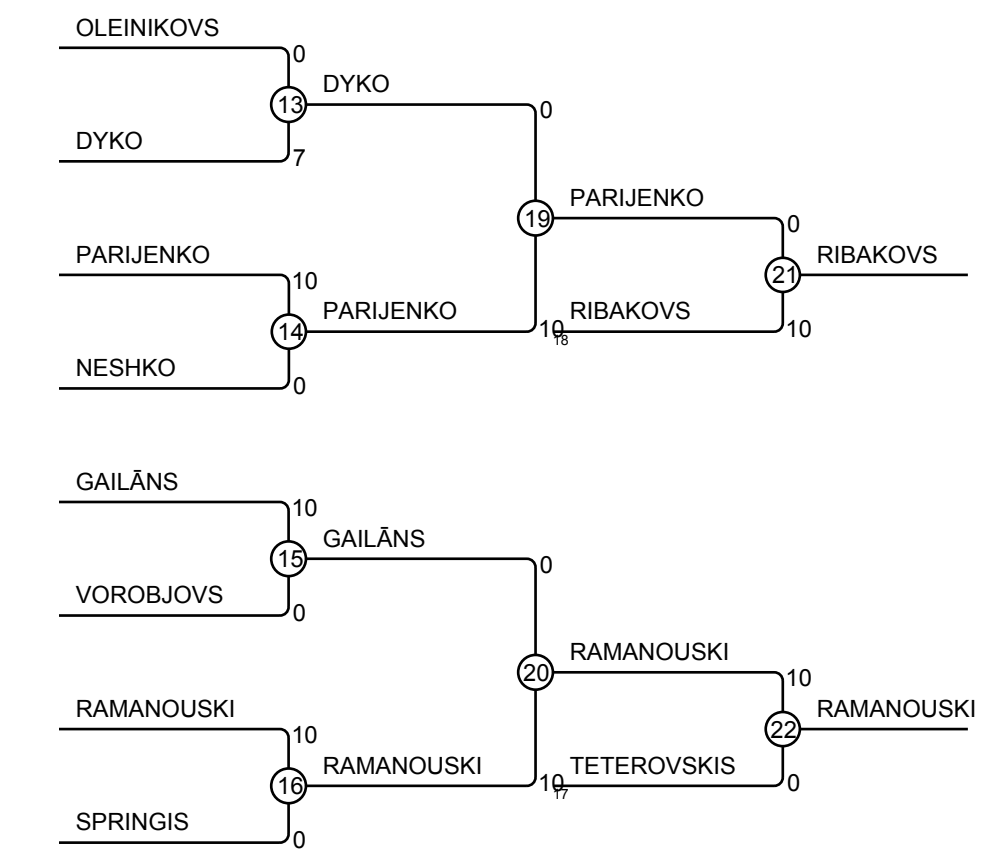 OLEINIKOVS
0
13
DYKO
0
DYKO
7
19
PARIJENKO
0
PARIJENKO
10
21
RIBAKOVS
14
PARIJENKO
10
18
RIBAKOVS
10
NESHKO
0
GAILĀNS
10
15
GAILĀNS
0
VOROBJOVS
0
20
RAMANOUSKI
10
RAMANOUSKI
10
22
RAMANOUSKI
16
RAMANOUSKI
10
17
TETEROVSKIS
0
SPRINGIS
0